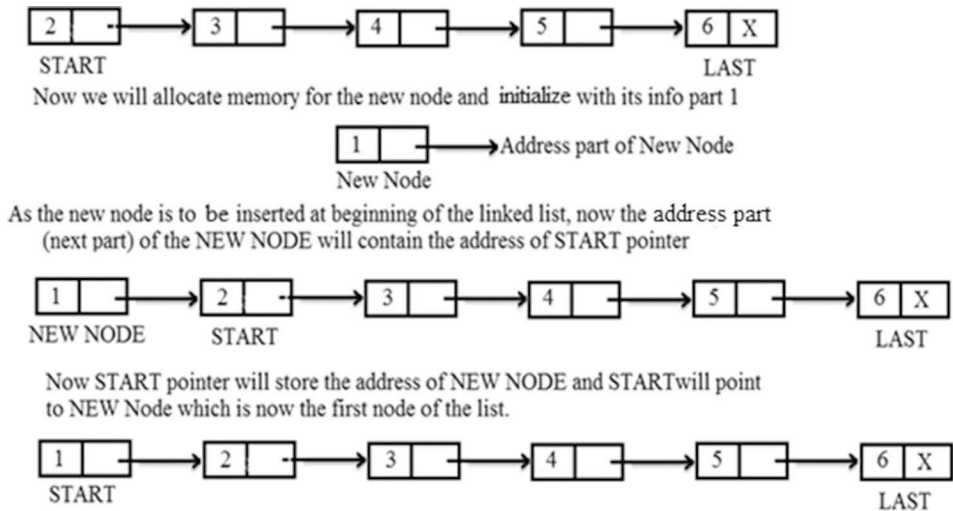 2 3 4 5 6 X
START LAST
Now we will allocate memory for the new node and initialize with its info part 1
1 Address part of New Node
New Node
As the new node is to be inserted at beginning of the linked list, now the address part
(next part) of the NEW NODE will contain the address of START pointer
1 2 3 4 5 6 X
NEW NODE START LAST
Now START pointer will store the address of NEW NODE and STARTwill point
to NEW Node which is now the first node of the list.
1 2 3 4 5 6 X
START LAST